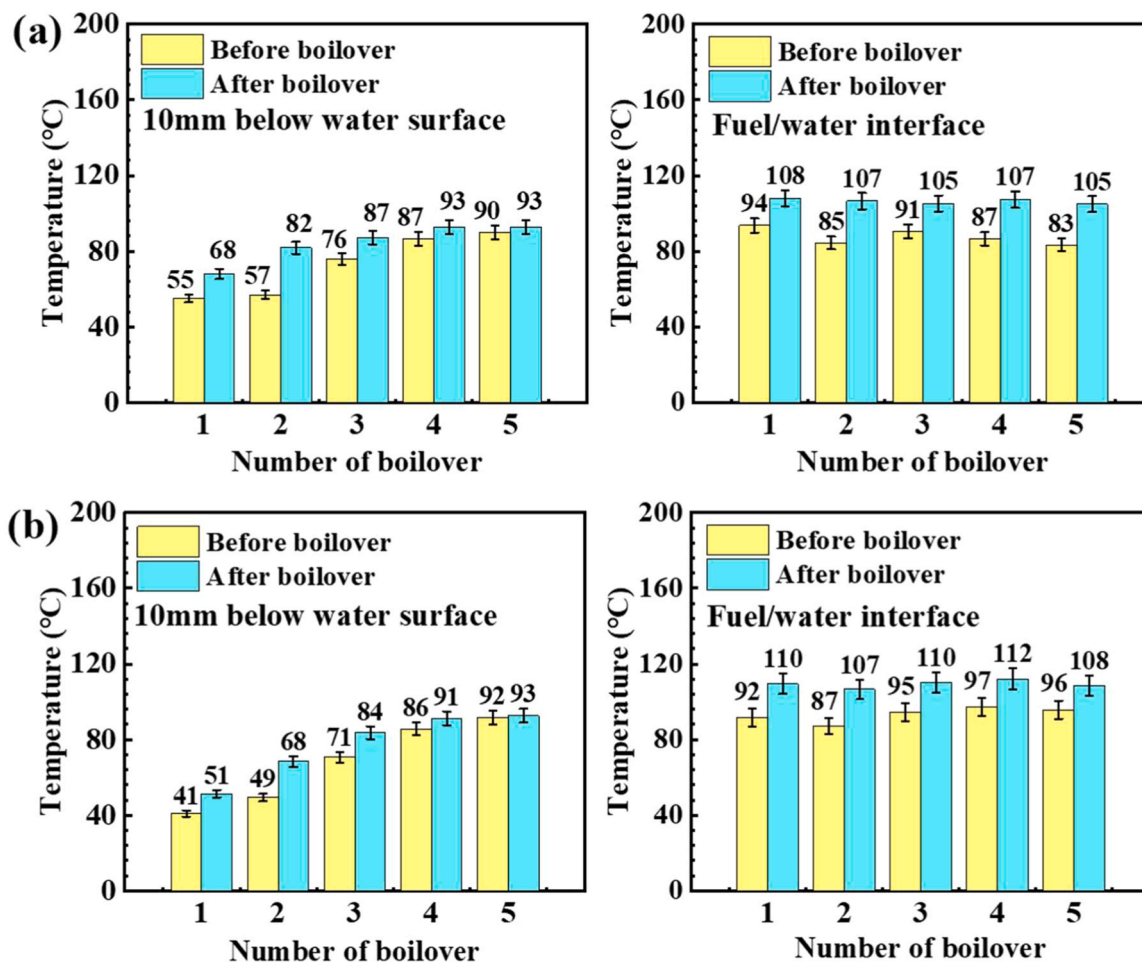 (a)
200
160
120
80
40
0
Temperature (°C)
Before boilover
After boilover
10mm below water surface
55
68
57
82
76
87
87
93
90
93
1 2 3 4 5
Number of boilover
200
160
120
80
40
0
Temperature (°C)
Before boilover
After boilover
Fuel/water interface
94
108
85
107
91
105
87
107
83
105
1 2 3 4 5
Number of boilover
(b)
200
160
120
80
40
0
Temperature (°C)
Before boilover
After boilover
10mm below water surface
41
51
49
68
71
84
86
91
92
93
1 2 3 4 5
Number of boilover
200
160
120
80
40
0
Temperature (°C)
Before boilover
After boilover
Fuel/water interface
92
110
87
107
95
110
97
112
96
108
1 2 3 4 5
Number of boilover